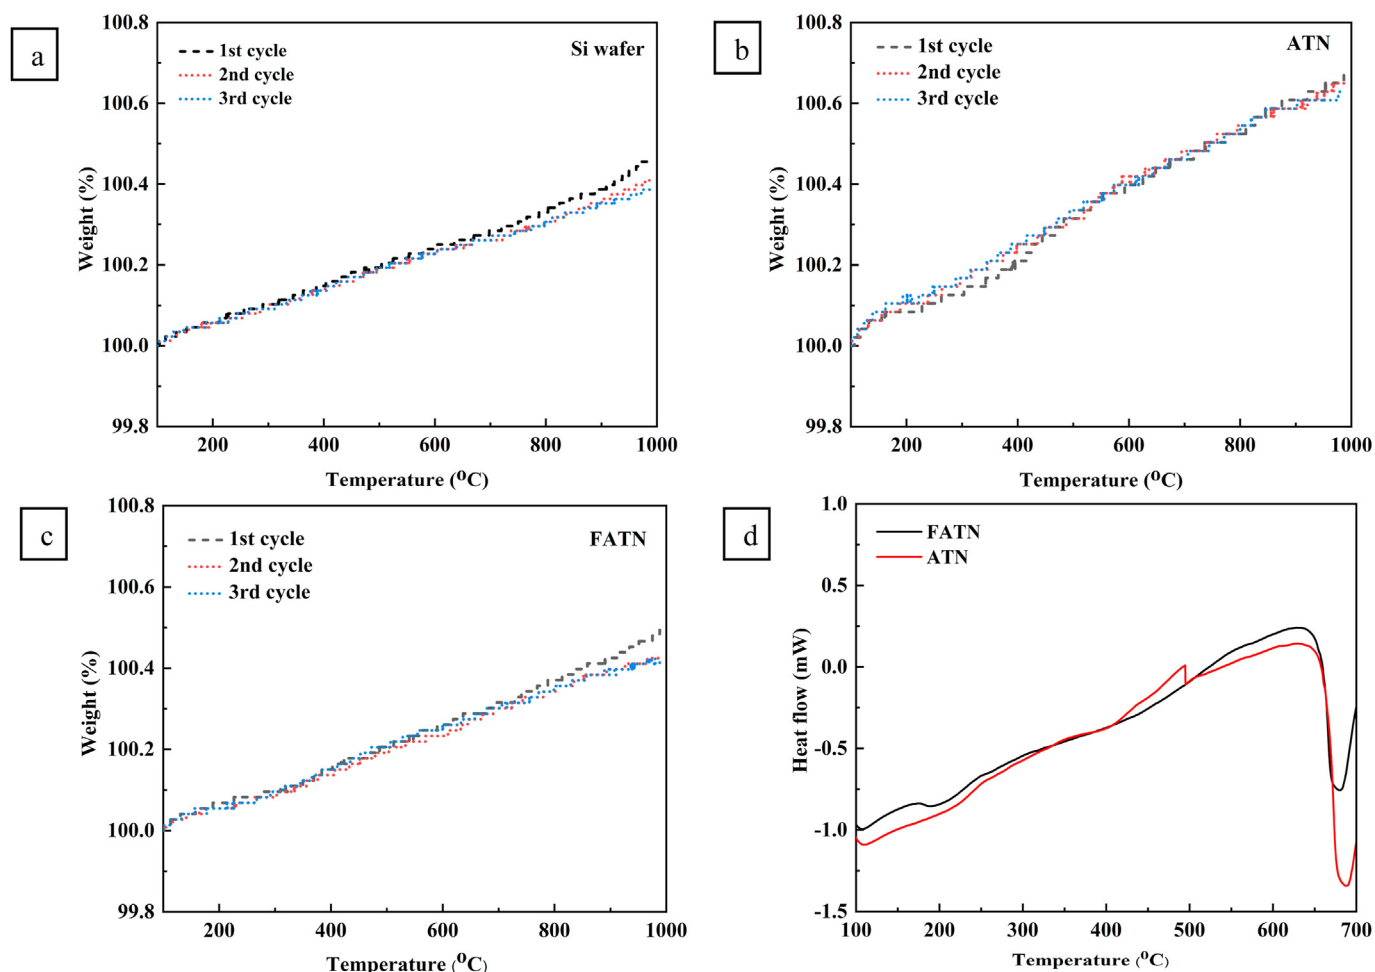 a
100.8
100.6
100.4
100.2
100.0
99.8
Weight (%)
1st cycle
2nd cycle
3rd cycle
Si wafer
200 400 600 800 1000
Temperature (°C)
b
100.8
100.6
100.4
100.2
100.0
99.8
Weight (%)
1st cycle
2nd cycle
3rd cycle
ATN
200 400 600 800 1000
Temperature (°C)
c
100.8
100.6
100.4
100.2
100.0
99.8
Weight (%)
1st cycle
2nd cycle
3rd cycle
FATN
200 400 600 800 1000
Temperature (°C)
d
1.0
0.5
0.0
-0.5
-1.0
-1.5
Heat flow (mW)
FATN
ATN
100 200 300 400 500 600 700
Temperature (°C)